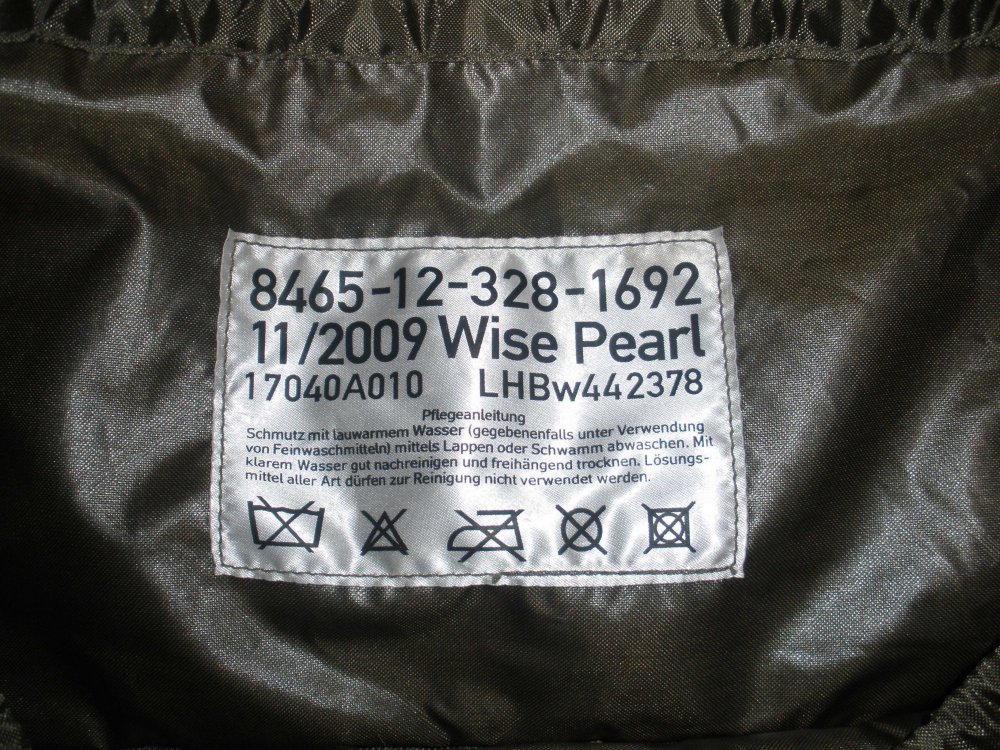 8465-12-328-1692
11/2009 Wise Pearl
17040A010 LHBw442378
Pflegeanleitung
Schmutz mit lauwarmem Wasser (gegebenenfalls unter Verwendung
von Feinwaschmitteln) mittels Lappen oder Schwamm abwaschen. Mit
klarem Wasser gut nachreinigen und freihängend trocknen. Lösungs-
mittel aller Art dürfen zur Reinigung nicht verwendet werden.